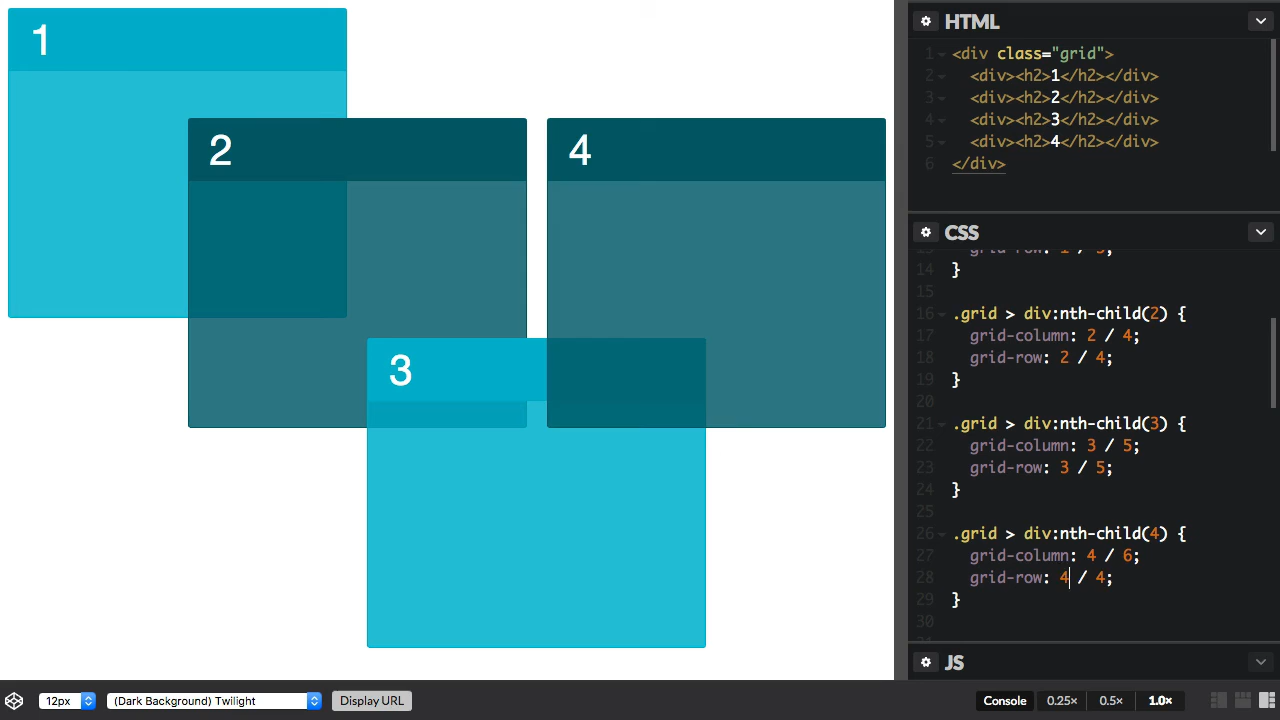 1
2
4
3
HTML
1 <div class="grid">
2 <div><h2>1</h2></div>
3 <div><h2>2</h2></div>
4 <div><h2>3</h2></div>
5 <div><h2>4</h2></div>
6 </div>
CSS
14 }
15
16 .grid > div:nth-child(2) {
17 grid-column: 2 / 4;
18 grid-row: 2 / 4;
19 }
20
21 .grid > div:nth-child(3) {
22 grid-column: 3 / 5;
23 grid-row: 3 / 5;
24 }
25
26 .grid > div:nth-child(4) {
27 grid-column: 4 / 6;
28 grid-row: 4 / 4;
29 }
30
JS
12px (Dark Background) Twilight Display URL Console 0.25× 0.5× 1.0×